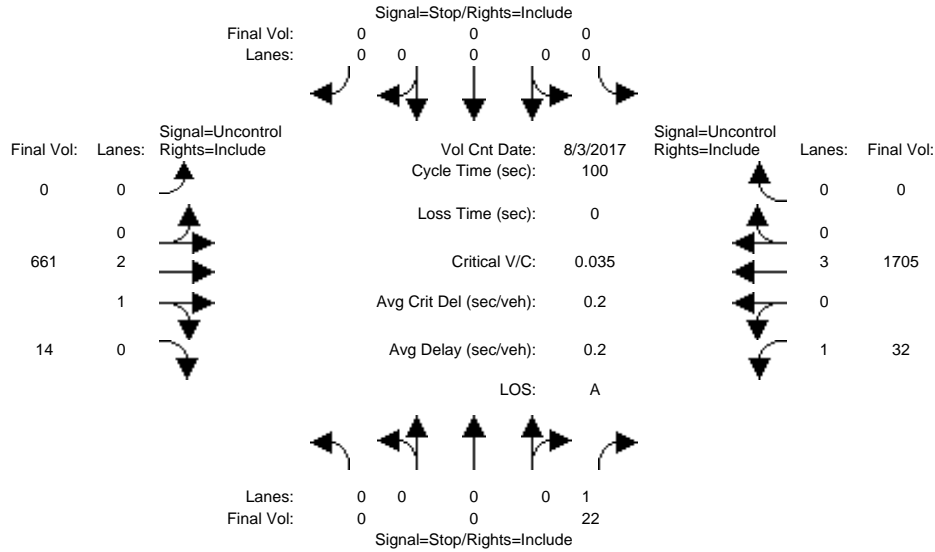 Signal=Stop/Rights=Include
Final Vol: 0 0 0
Lanes: 0 0 0 0 0
Signal=Uncontrol Signal=Uncontrol
Final Vol: Lanes: Rights=Include Vol Cnt Date: 8/3/2017 Rights=Include Lanes: Final Vol:
Cycle Time (sec): 100
0 0 0 0
Loss Time (sec): 0
0 0
661 2 Critical V/C: 0.035 3 1705
1 Avg Crit Del (sec/veh): 0.2 0
14 0 Avg Delay (sec/veh): 0.2 1 32
LOS: A
Lanes: 0 0 0 0 1
Final Vol: 0 0 22
Signal=Stop/Rights=Include